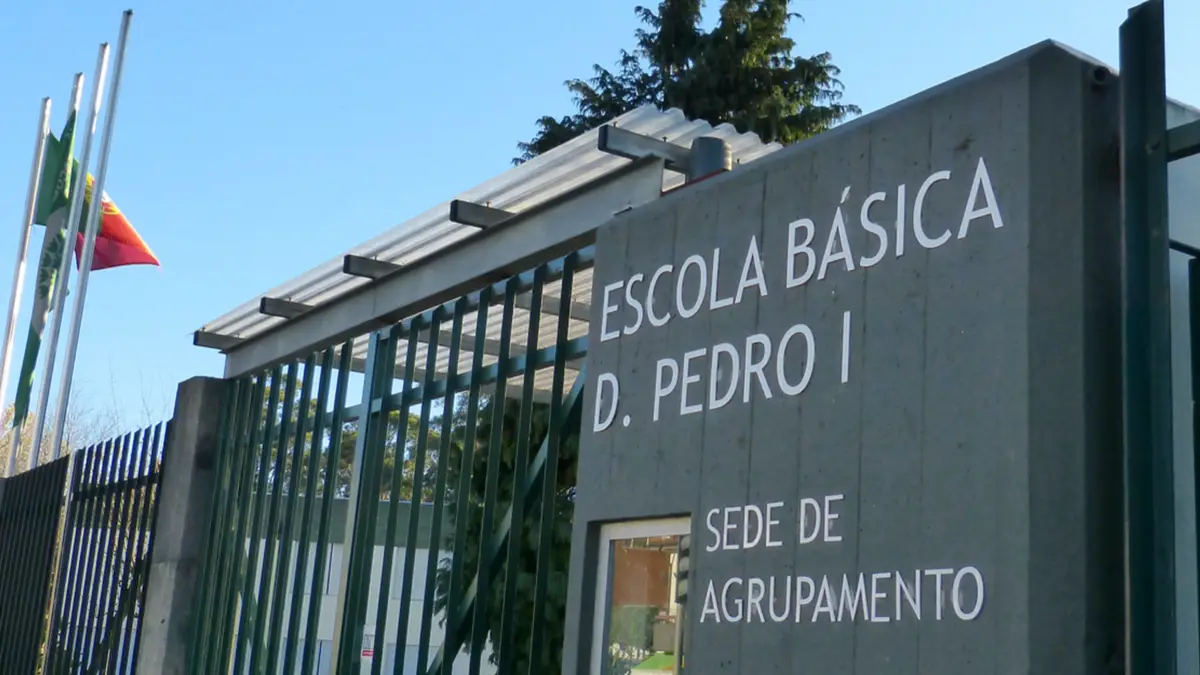 ESCOLA BÁSICA
D. PEDRO I
SEDE DE
AGRUPAMENTO